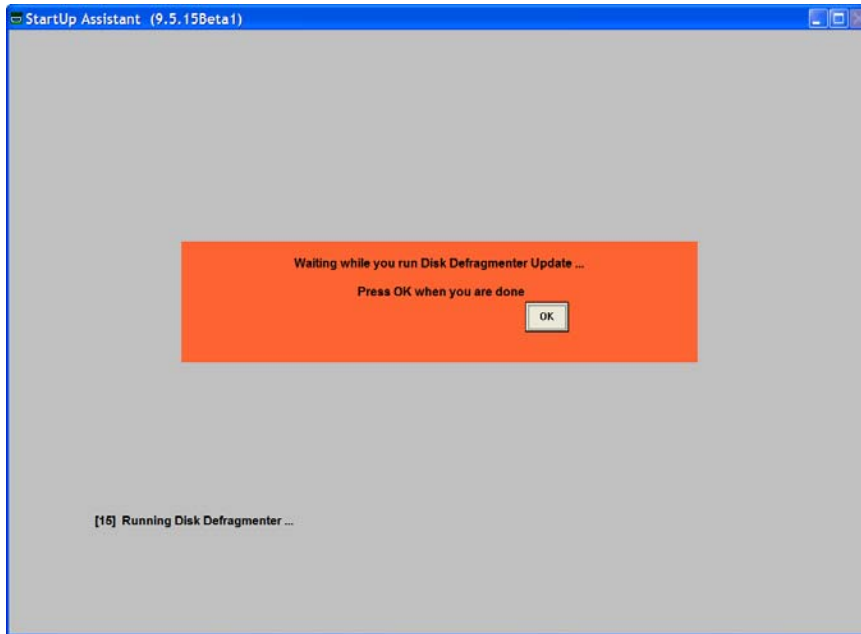 StartUp Assistant (9.5.15Beta1)
Waiting while you run Disk Defragmenter Update ...
Press OK when you are done
OK
[15] Running Disk Defragmenter ...